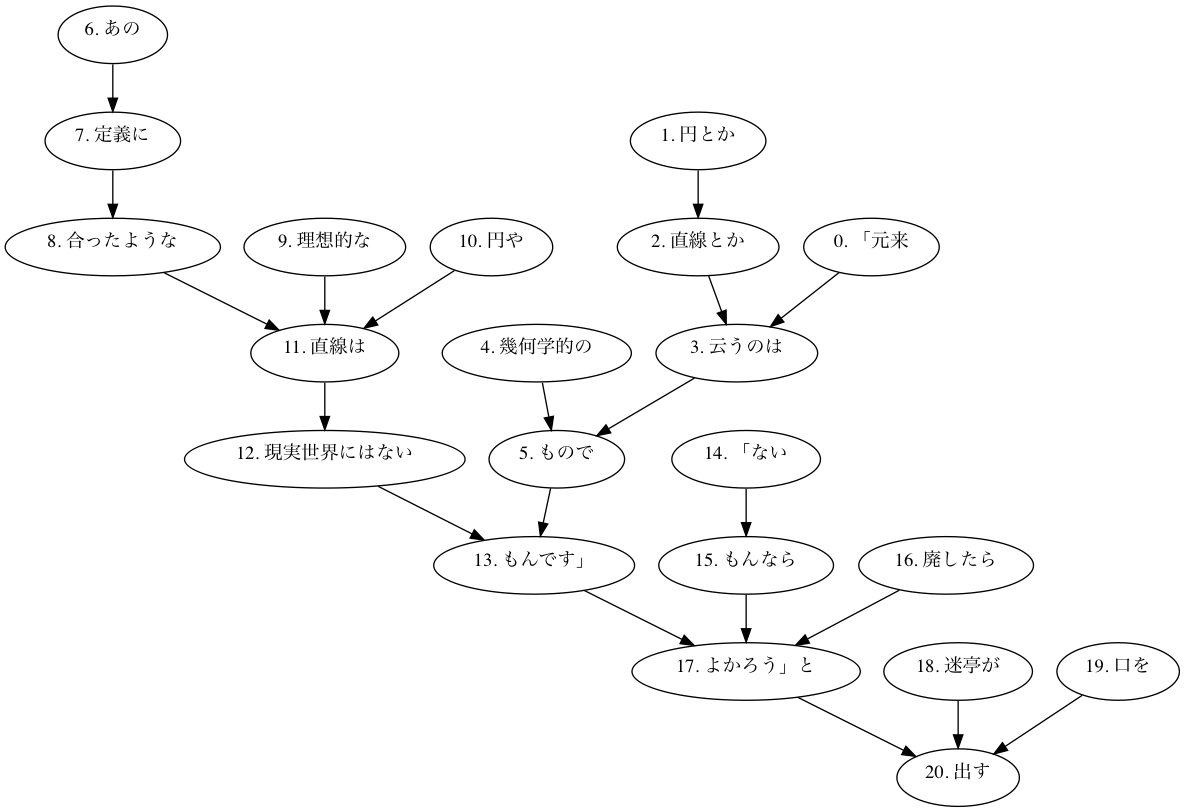 6. あの
7. 定義に
1. 円とか
8. 合ったような
9. 理想的な
10. 円や
2. 直線とか
0. 「元来
11. 直線は
4. 幾何学的の
3. 云うのは
12. 現実世界にはない
5. もので
14. 「ない
13. もんです」
15. もんなら
16. 廃したら
17. よかろう」と
18. 迷亭が
19. 口を
20. 出す